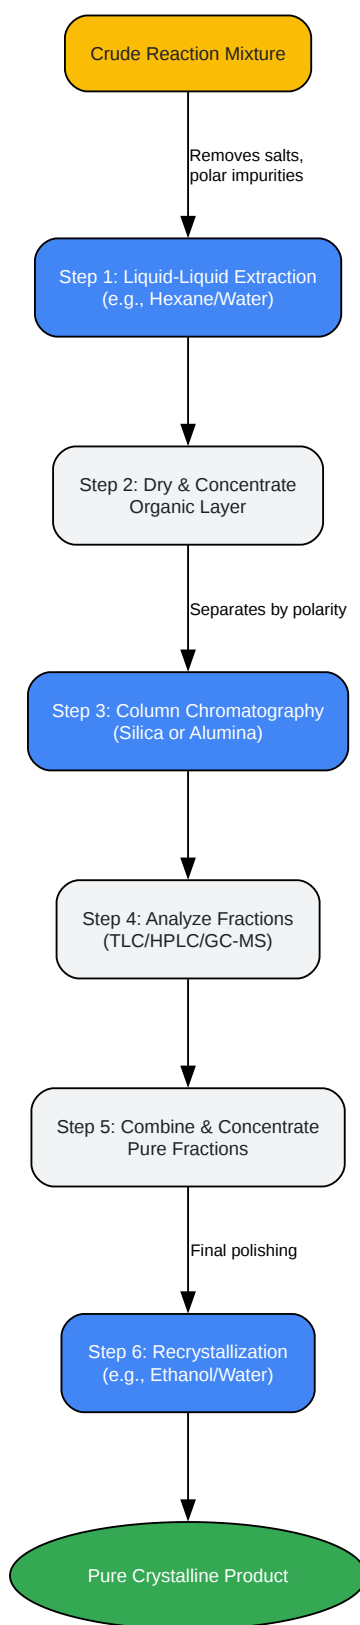 Crude Reaction Mixture
Removes salts,
polar impurities
Step 1: Liquid-Liquid Extraction
(e.g., Hexane/Water)
Step 2: Dry & Concentrate
Organic Layer
Separates by polarity
Step 3: Column Chromatography
(Silica or Alumina)
Step 4: Analyze Fractions
(TLC/HPLC/GC-MS)
Step 5: Combine & Concentrate
Pure Fractions
Final polishing
Step 6: Recrystallization
(e.g., Ethanol/Water)
Pure Crystalline Product